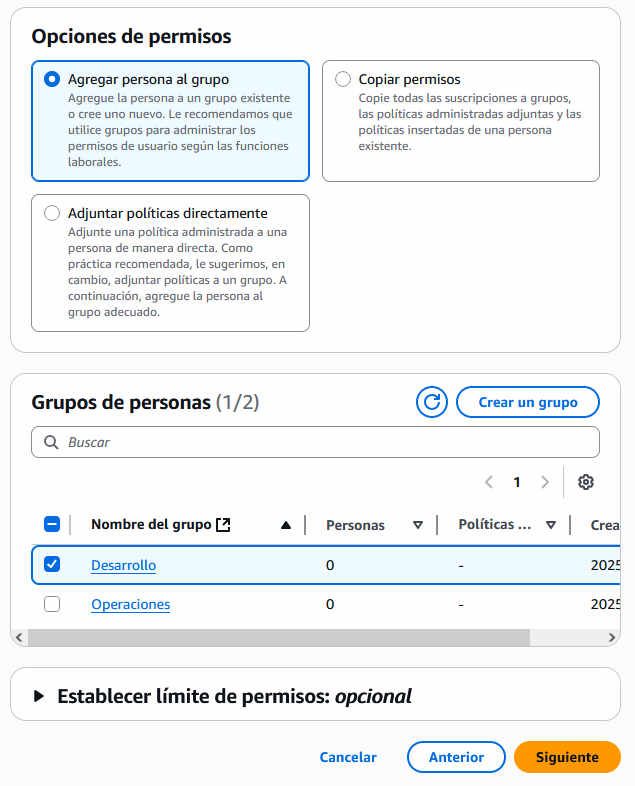 Opciones de permisos
Agregar persona al grupo
Agregue la persona a un grupo existente
o cree uno nuevo. Le recomendamos que
utilice grupos para administrar los
permisos de usuario según las funciones
laborales.
Copiar permisos
Copie todas las suscripciones a grupos,
las políticas administradas adjuntas y las
políticas insertadas de una persona
existente.
Adjuntar políticas directamente
Adjunte una política administrada a una
persona de manera directa. Como
práctica recomendada, le sugerimos, en
cambio, adjuntar políticas a un grupo. A
continuación, agregue la persona al
grupo adecuado.
Grupos de personas (1/2)
Crear un grupo
Buscar
1
Nombre del grupo Personas Políticas ... Crea
Desarrollo 0 - 2025
Operaciones 0 - 2025
Establecer límite de permisos: opcional
Cancelar Anterior Siguiente